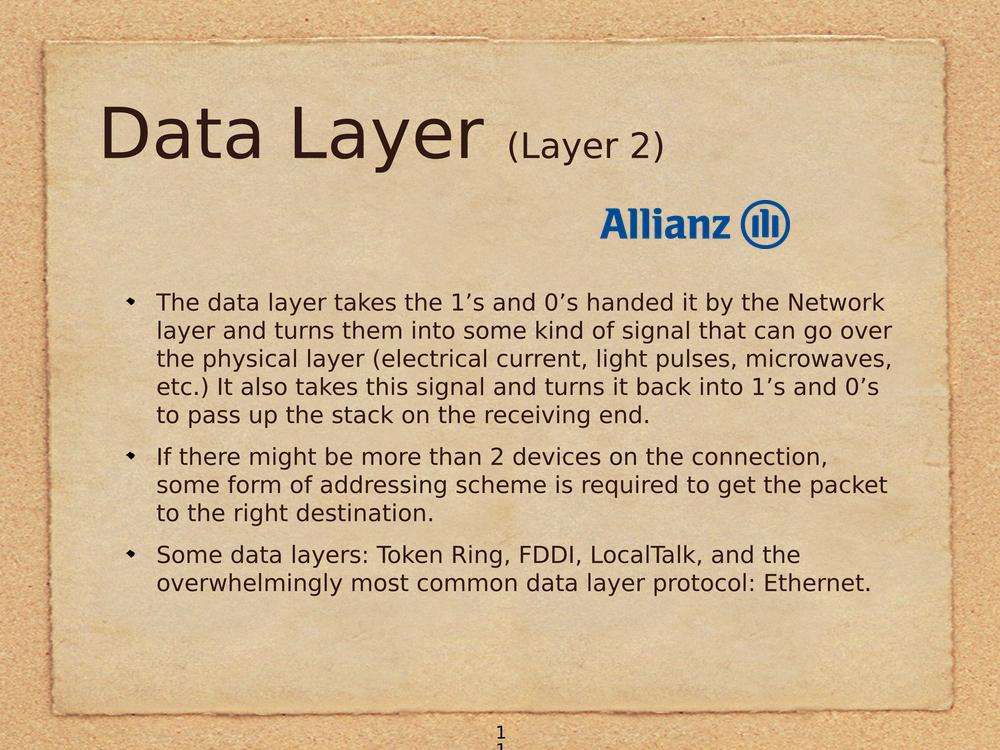 Data Layer (Layer 2)
Allianz
The data layer takes the 1’s and 0’s handed it by the Network
layer and turns them into some kind of signal that can go over
the physical layer (electrical current, light pulses, microwaves,
etc.) It also takes this signal and turns it back into 1’s and 0’s
to pass up the stack on the receiving end.
If there might be more than 2 devices on the connection,
some form of addressing scheme is required to get the packet
to the right destination.
Some data layers: Token Ring, FDDI, LocalTalk, and the
overwhelmingly most common data layer protocol: Ethernet.
1
1